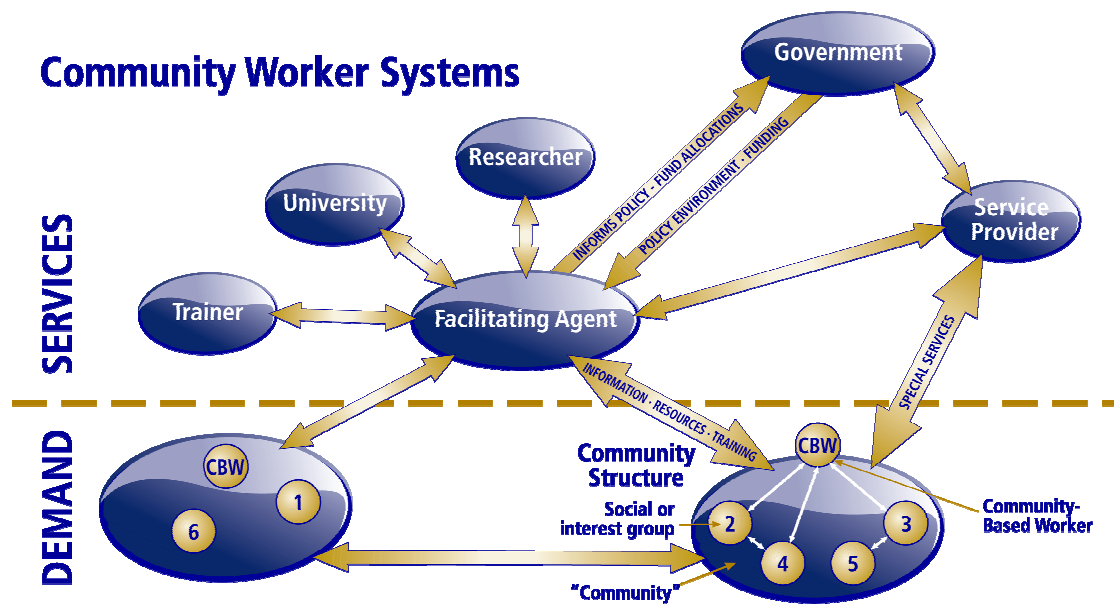 Community Worker Systems
Government
Researcher
University
Service
Provider
Trainer
Facilitating Agent
INFORMS POLICY - FUND ALLOCATIONS
POLICY ENVIRONMENT · FUNDING
SERVICES
INFORMATION · RESOURCES · TRAINING
SPECIAL SERVICES
DEMAND
CBW
1
6
Community
Structure
CBW
Social or
interest group
2
3
4
5
Community-
Based Worker
“Community”